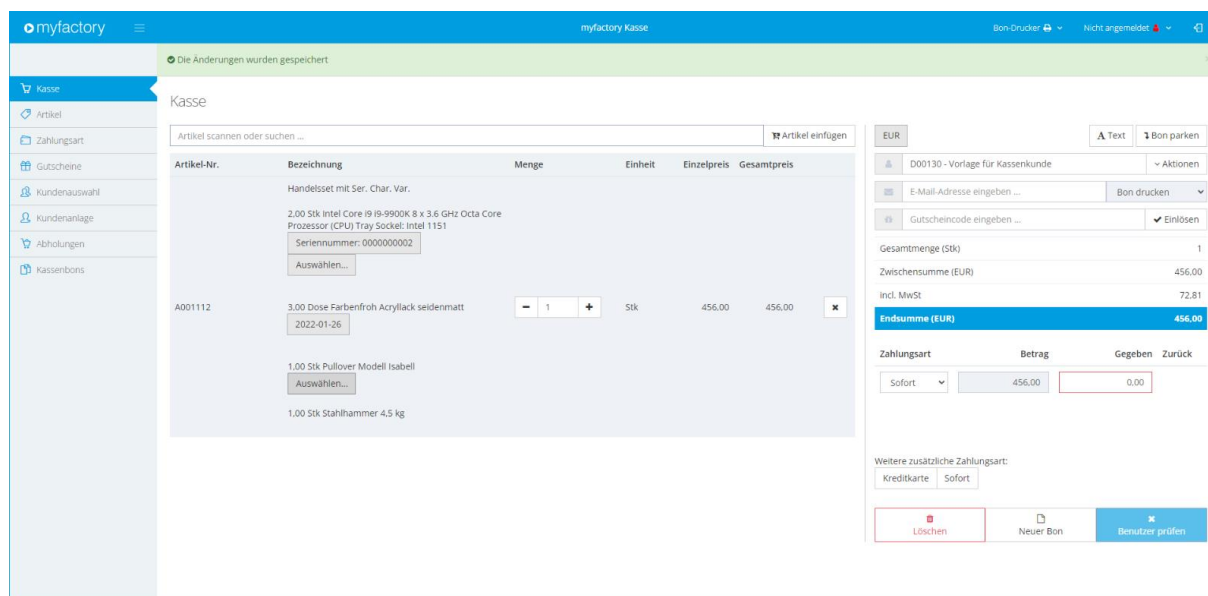 myfactory
myfactory Kasse
Bon-Drucker
Nicht angemeldet
Die Änderungen wurden gespeichert
Kasse
Artikel
Zahlungsart
Gutscheine
Kundenauswahl
Kundenanlage
Abholungen
Kassenbons
Kasse
Artikel scannen oder suchen ...
Artikel einfügen
Artikel-Nr. Bezeichnung Menge Einheit Einzelpreis Gesamtpreis
Handelsset mit Ser. Char. Var.
2,00 Stk Intel Core i9 i9-9900K 8 x 3.6 GHz Octa Core
Prozessor (CPU) Tray Sockel: Intel 1151
Seriennummer: 0000000002
Auswählen...
A001112 3,00 Dose Farbenfroh Acryllack seidenmatt 1 Stk 456,00 456,00
2022-01-26
1,00 Stk Pullover Modell Isabell
Auswählen...
1,00 Stk Stahlhammer 4,5 kg
EUR
A Text
Bon parken
D00130 - Vorlage für Kassenkunde
Aktionen
E-Mail-Adresse eingeben ...
Bon drucken
Gutscheincode eingeben ...
Einlösen
Gesamtmenge (Stk) 1
Zwischensumme (EUR) 456,00
incl. MwSt 72,81
Endsumme (EUR) 456,00
Zahlungsart Betrag Gegeben Zurück
Sofort 456,00 0,00
Weitere zusätzliche Zahlungsart:
Kreditkarte Sofort
Löschen
Neuer Bon
Benutzer prüfen